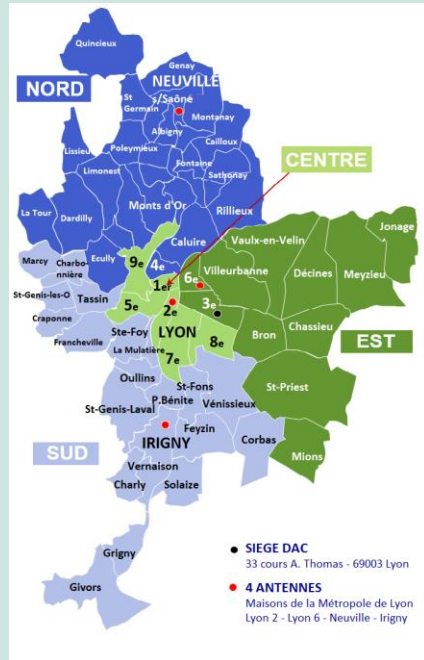 Quincieux
Genay
NORD
NEUVILLE
s/Saône
St
Germain
Montanay
Albigny
Cailloux
Lissieu
Poleymieux
Fontaine
CENTRE
Limonest
Sathonay
Monts d'Or
La Tour
Dardilly
Rillieux
Jonage
Marcy
Caluire
Vaulx-en-Velin
Charbo-
nnière
Ecully
9e
4e
6e
Villeurbanne
Décines
Meyzieu
St-Genis-les-O
Tassin
1er
Craponne
5e
2e
3e
Chassieu
Francheville
Ste-Foy
LYON
Bron
EST
La Mulatière
7e
8e
Oullins
St-Fons
St-Priest
P.Bénite
Vénissieux
St-Genis-Laval
Feyzin
SUD
IRIGNY
Corbas
Mions
Vernaison
Charly
Solaize
Grigny
Givors
SIEGE DAC
33 cours A. Thomas - 69003 Lyon
4 ANTENNES
Maisons de la Métropole de Lyon
Lyon 2 - Lyon 6 - Neuville - Irigny